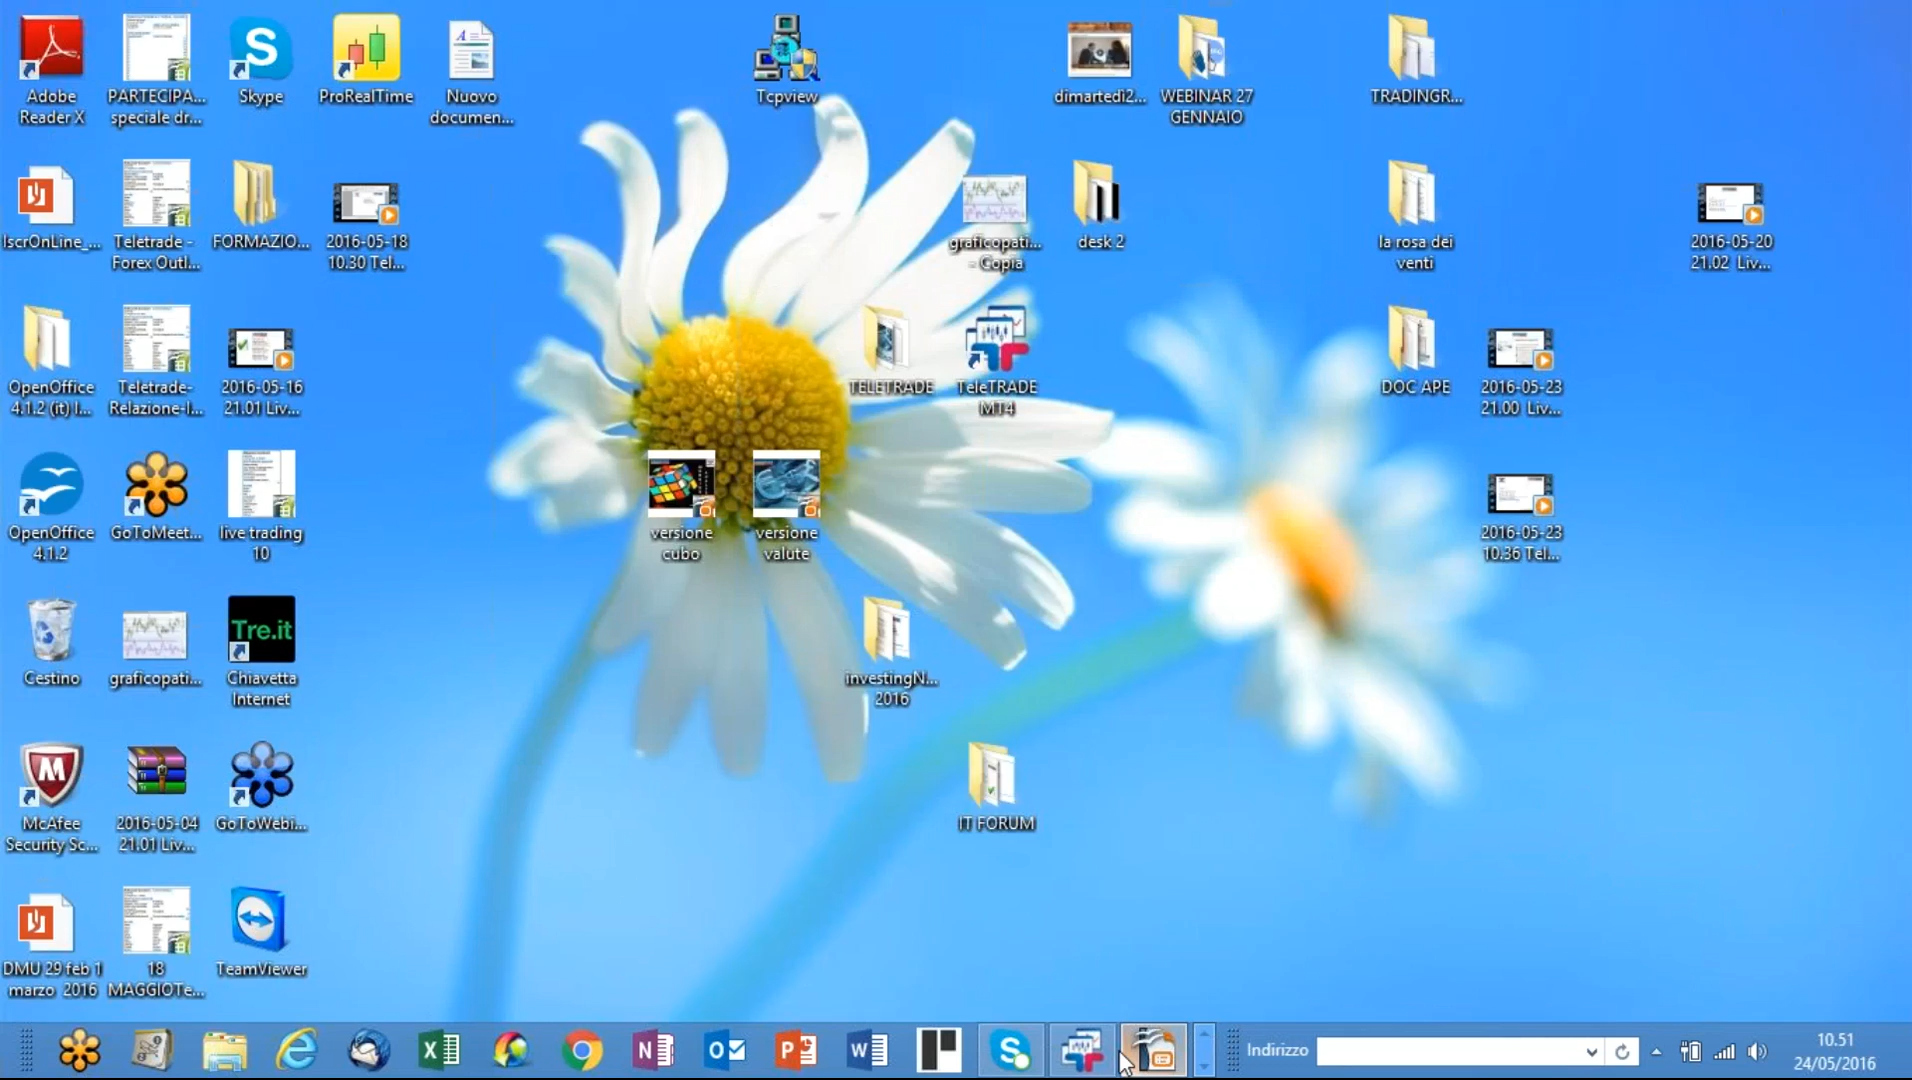 Adobe
Reader X
PARTECIPA...
speciale dr...
Skype
ProRealTime
Nuovo
documen...
Tcpview
dimartedì2...
WEBINAR 27
GENNAIO
TRADINGR...
IscrOnLine_...
Teletrade -
Forex Outl...
FORMAZIO...
2016-05-18
10.30 Tel...
graficopati...
- Copia
desk 2
la rosa dei
venti
2016-05-20
21.02 Liv...
OpenOffice
4.1.2 (it) I...
Teletrade-
Relazione-I...
2016-05-16
21.01 Liv...
TELETRADE
TeleTRADE
MT4
DOC APE
2016-05-23
21.00 Liv...
OpenOffice
4.1.2
GoToMeet...
live trading
10
versione
cubo
versione
valute
2016-05-23
10.36 Tel...
Cestino
graficopati...
Tre.it
Chiavetta
Internet
investingN...
2016
McAfee
Security Sc...
2016-05-04
21.01 Liv...
GoToWebi...
IT FORUM
DMU 29 feb 1
marzo 2016
18
MAGGIOTe...
TeamViewer
Indirizzo
10.51
24/05/2016